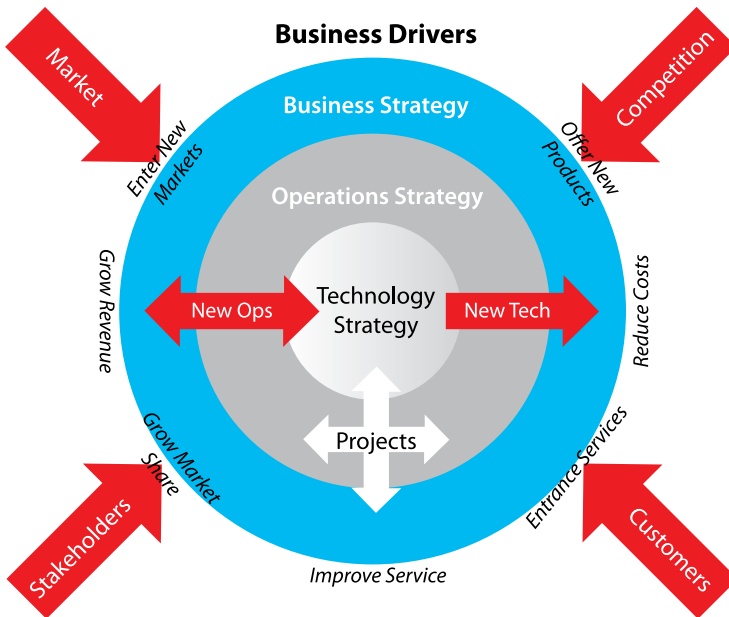 Business Drivers
Market
Competition
Business Strategy
Enter New
Markets
Offer New
Products
Operations Strategy
Grow Revenue
New Ops
Technology
Strategy
New Tech
Reduce Costs
Projects
Grow Market
Share
Entrance Services
Stakeholders
Customers
Improve Service